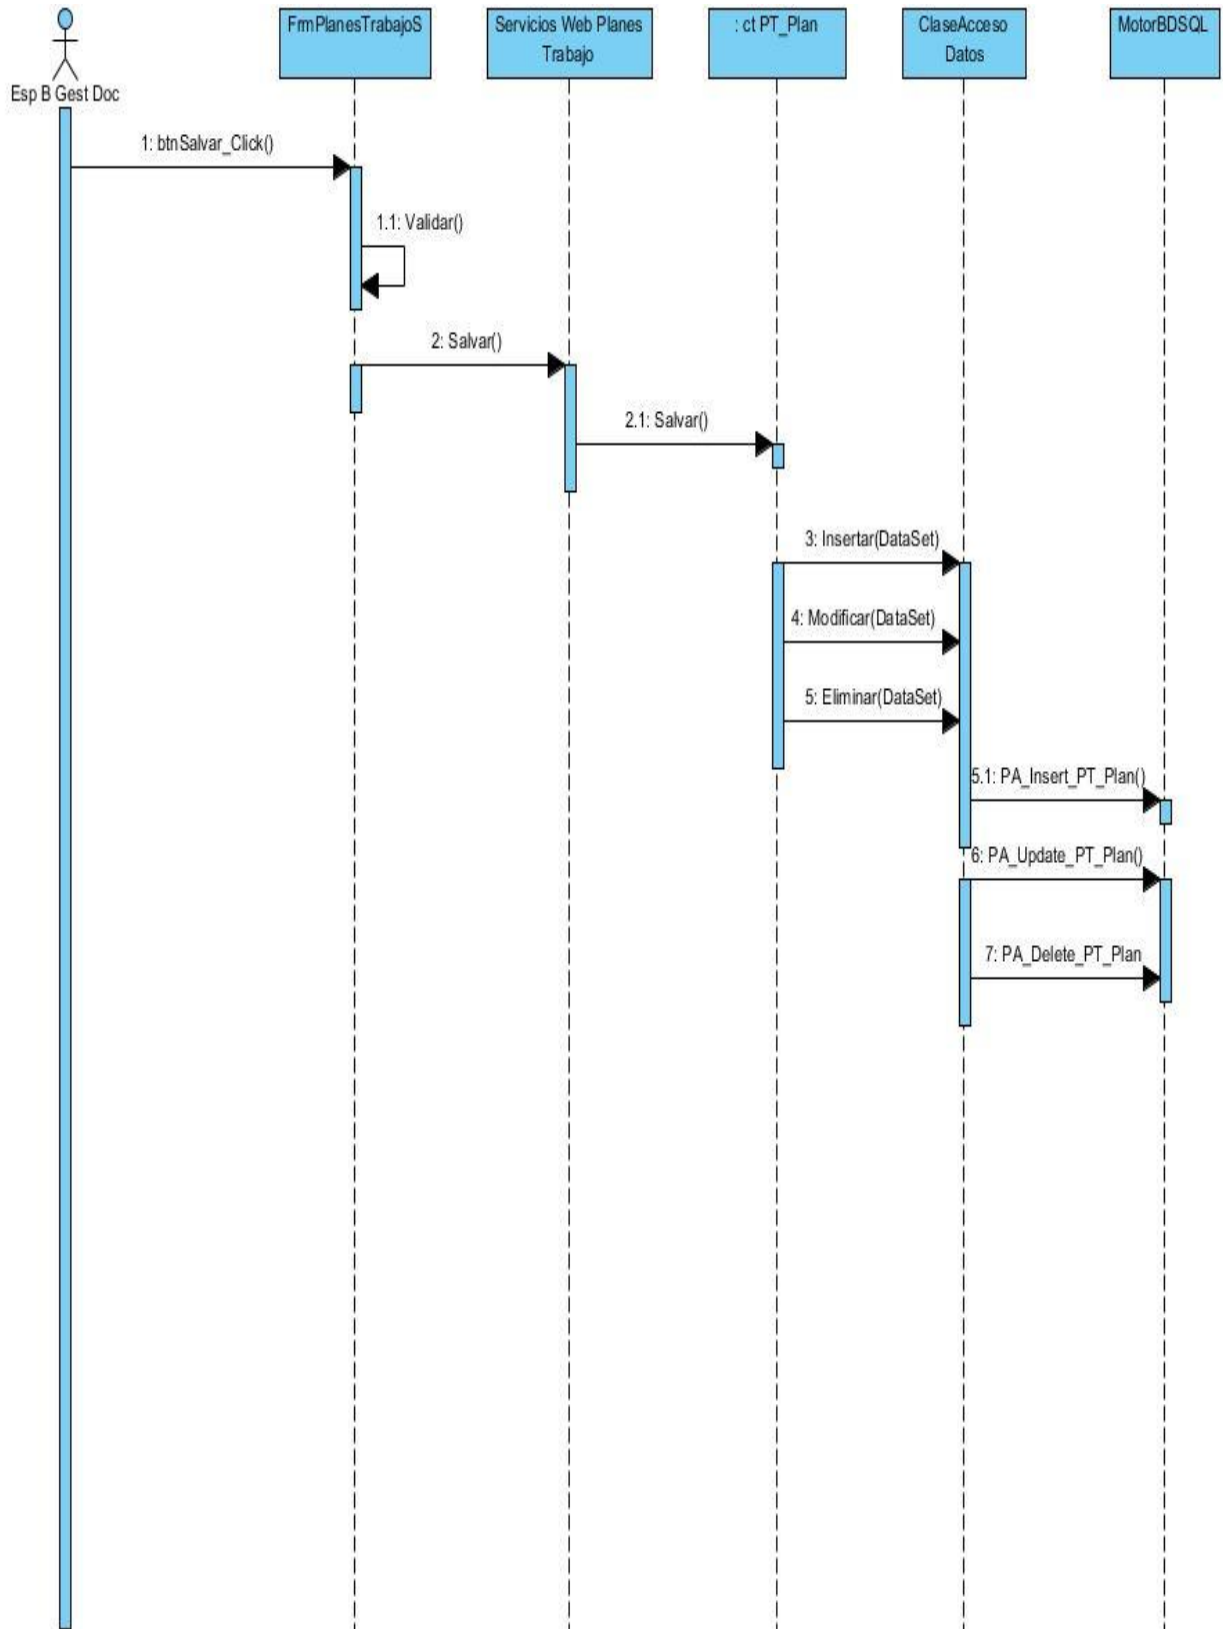 FrmPlanesTrabajoS
Servicios Web Planes
Trabajo
: ct PT_Plan
ClaseAcceso
Datos
MotorBDSQL
Esp B Gest Doc
1: btnSalvar_Click()
1.1: Validar()
2: Salvar()
2.1: Salvar()
3: Insertar(DataSet)
4: Modificar(DataSet)
5: Eliminar(DataSet)
5.1: PA_Insert_PT_Plan()
6: PA_Update_PT_Plan()
7: PA_Delete_PT_Plan